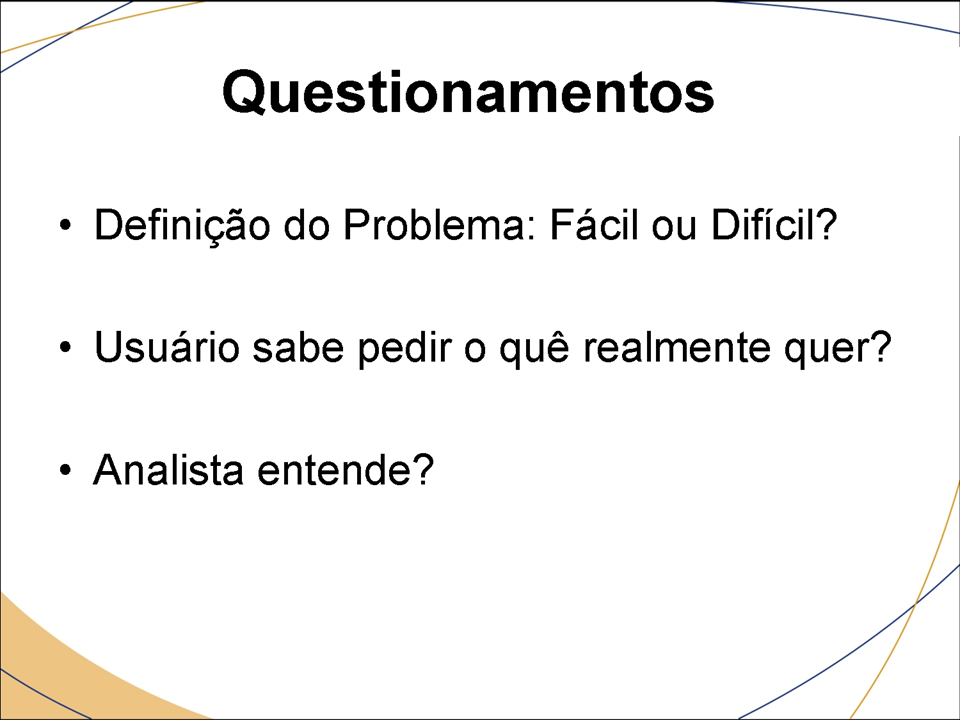 Questionamentos
• Definição do Problema: Fácil ou Difícil?
• Usuário sabe pedir o quê realmente quer?
• Analista entende?